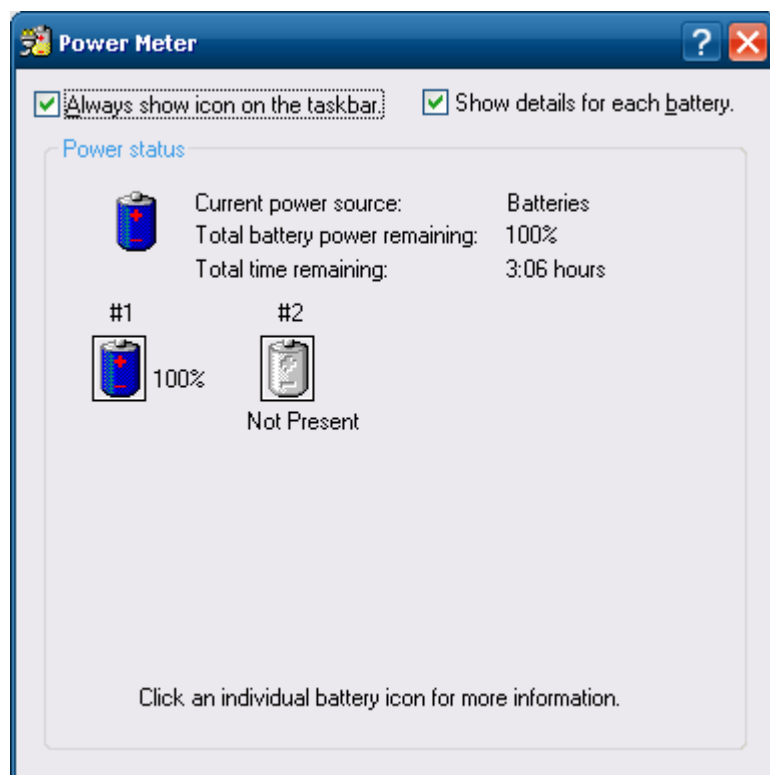 Power Meter
Always show icon on the taskbar. Show details for each battery.
Power status
Current power source: Batteries
Total battery power remaining: 100%
Total time remaining: 3:06 hours
#1 #2
100%
Not Present
Click an individual battery icon for more information.